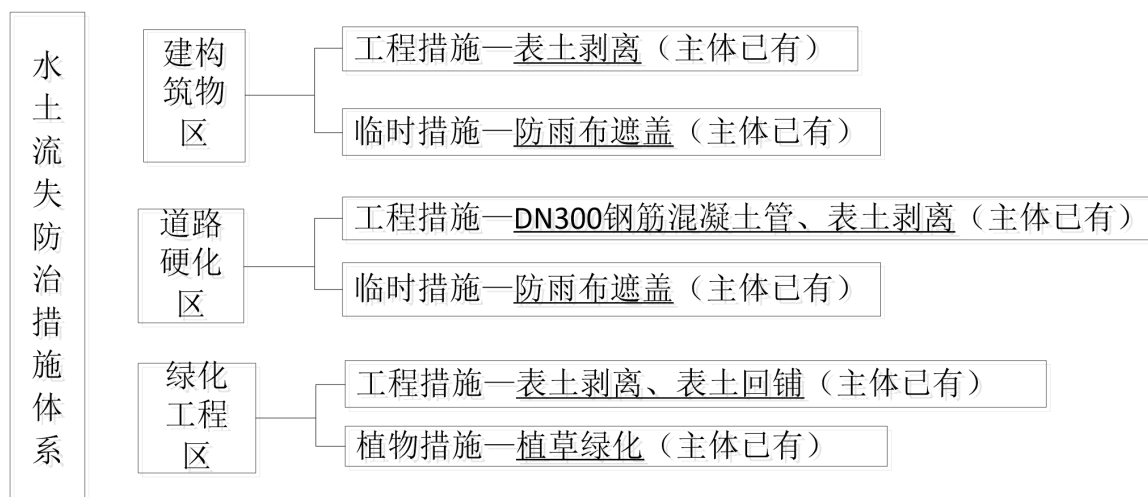 水土流失防治措施体系
建构
筑物
区
工程措施—表土剥离（主体已有）
临时措施—防雨布遮盖（主体已有）
道路
硬化
区
工程措施—DN300钢筋混凝土管、表土剥离（主体已有）
临时措施—防雨布遮盖（主体已有）
绿化
工程
区
工程措施—表土剥离、表土回铺（主体已有）
植物措施—植草绿化（主体已有）